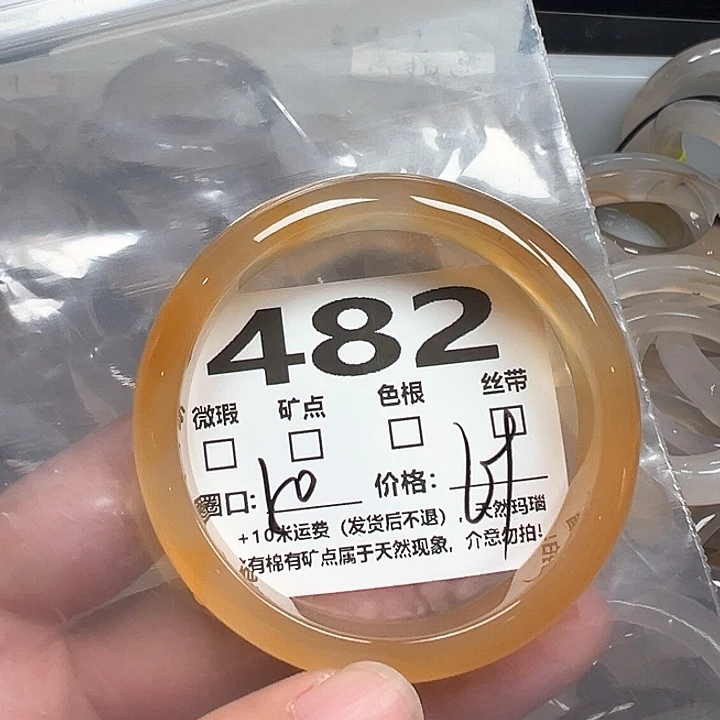 482
微瑕 矿点 色根 丝带
圈口: 价格:
+10米运费（发货后不退），天然玛瑙
有棉有矿点属于天然现象，介意勿拍!